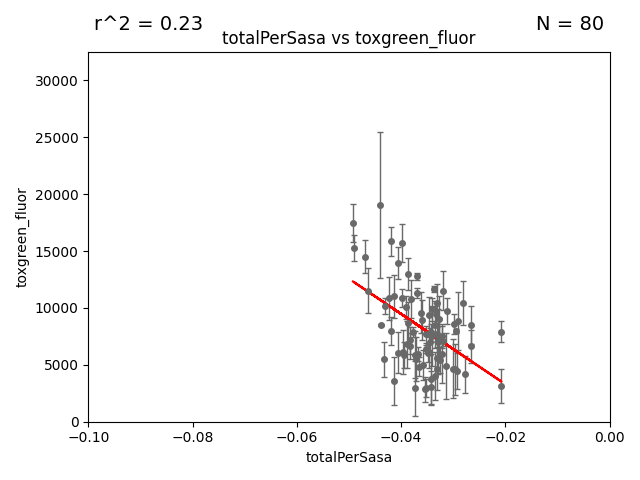 r^2 = 0.23
N = 80
totalPerSasa vs toxgreen_fluor
30000
25000
20000
15000
10000
5000
0
toxgreen_fluor
−0.10
−0.08
−0.06
−0.04
−0.02
0.00
totalPerSasa